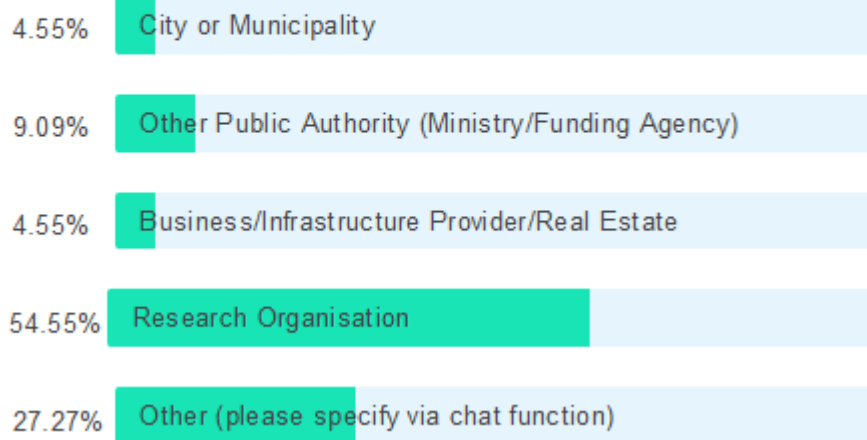 4.55% City or Municipality
9.09% Other Public Authority (Ministry/Funding Agency)
4.55% Business/Infrastructure Provider/Real Estate
54.55% Research Organisation
27.27% Other (please specify via chat function)